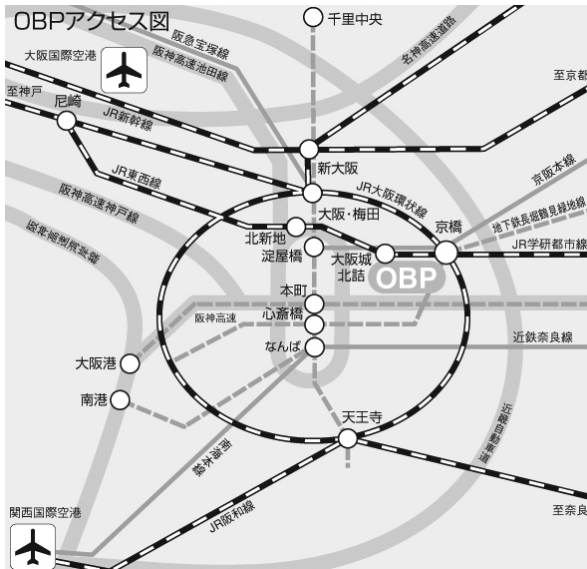 OBPアクセス図
千里中央
阪急宝塚線
阪神高速池田線
大阪国際空港
名神高速道路
至京都
至神戸
尼崎
JR新幹線
新大阪
JR東西線
JR大阪環状線
京阪本線
阪神高速神戸線
大阪・梅田
地下鉄長堀鶴見緑地線
北新地
京橋
淀屋橋
大阪城
北詰
JR学研都市線
OBP
本町
阪神高速
心斎橋
なんば
近鉄奈良線
大阪港
南港
天王寺
近畿自動車道
南海本線
関西国際空港
JR阪和線
至奈良